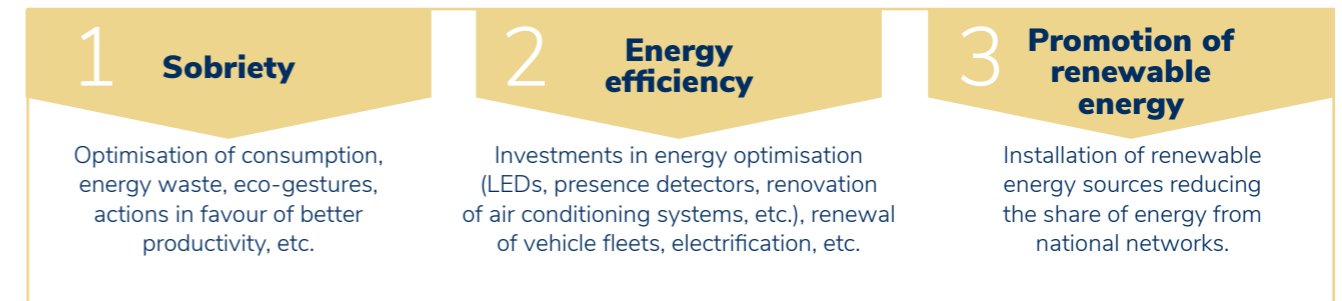 1
Sobriety
Optimisation of consumption,
energy waste, eco-gestures,
actions in favour of better
productivity, etc.
2
Energy
efficiency
Investments in energy optimisation
(LEDs, presence detectors, renovation
of air conditioning systems, etc.), renewal
of vehicle fleets, electrification, etc.
3
Promotion of
renewable
energy
Installation of renewable
energy sources reducing
the share of energy from
national networks.